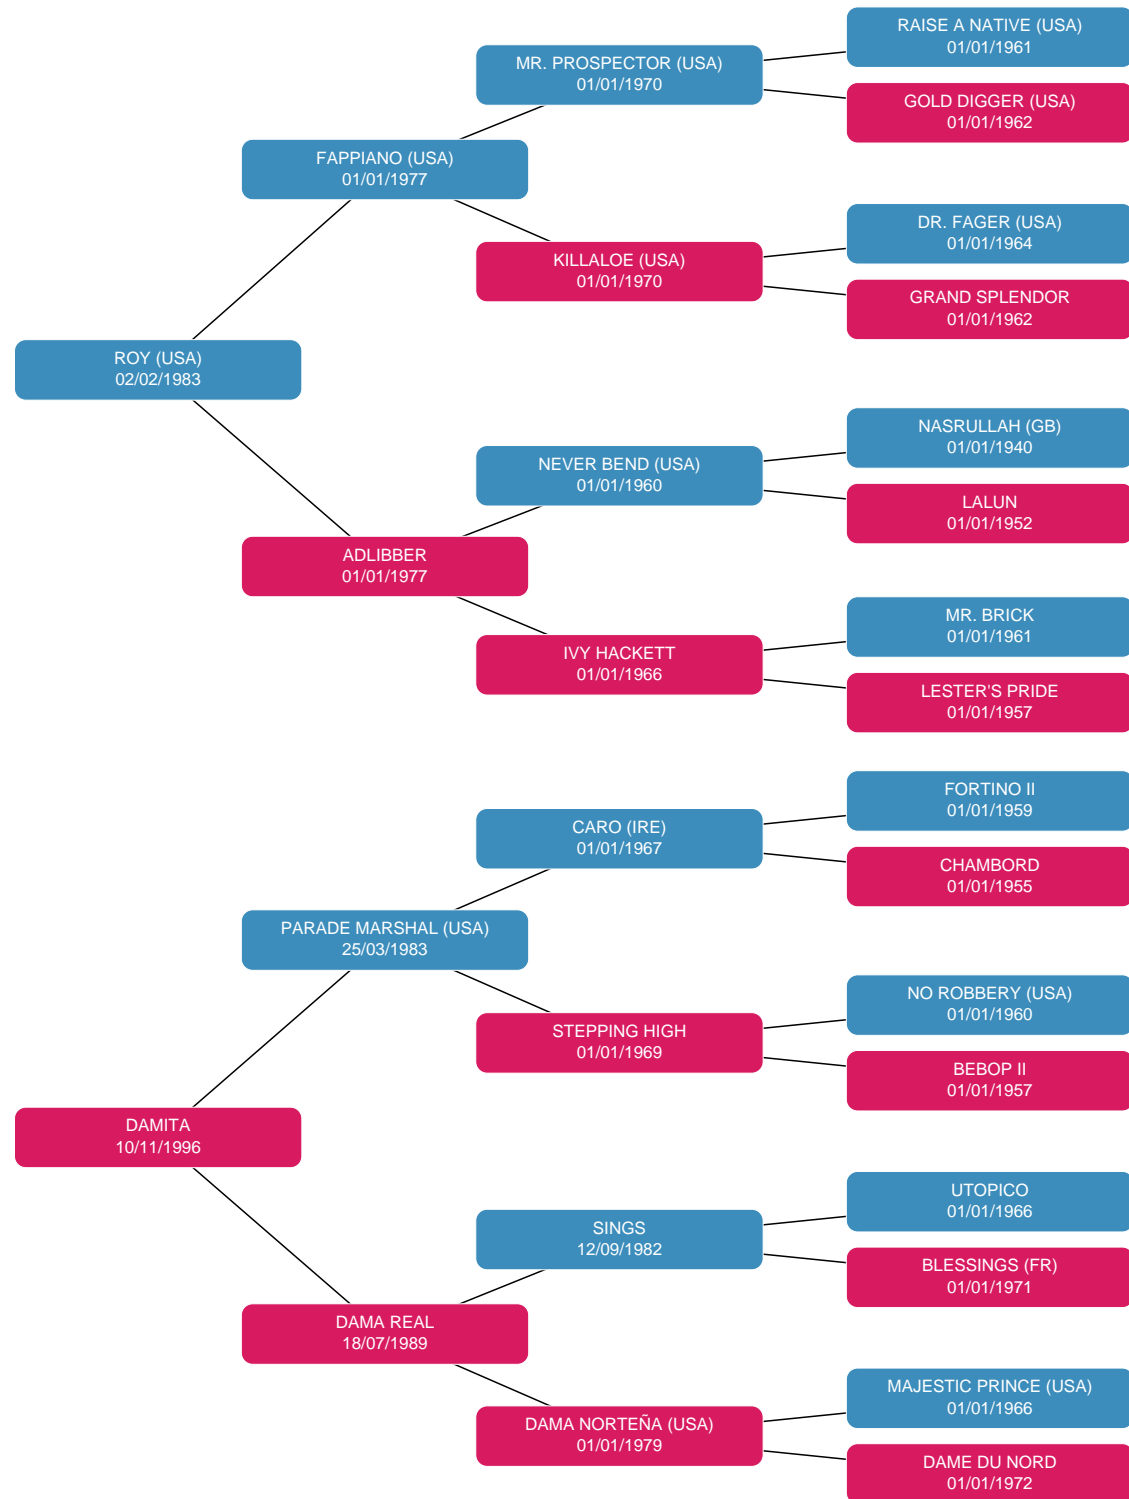 RAISE A NATIVE (USA)
01/01/1961
MR. PROSPECTOR (USA)
01/01/1970
GOLD DIGGER (USA)
01/01/1962
FAPPIANO (USA)
01/01/1977
DR. FAGER (USA)
01/01/1964
KILLALOE (USA)
01/01/1970
GRAND SPLENDOR
01/01/1962
ROY (USA)
02/02/1983
NASRULLAH (GB)
01/01/1940
NEVER BEND (USA)
01/01/1960
LALUN
01/01/1952
ADLIBBER
01/01/1977
MR. BRICK
01/01/1961
IVY HACKETT
01/01/1966
LESTER'S PRIDE
01/01/1957
FORTINO II
01/01/1959
CARO (IRE)
01/01/1967
CHAMBORD
01/01/1955
PARADE MARSHAL (USA)
25/03/1983
NO ROBBERY (USA)
01/01/1960
STEPPING HIGH
01/01/1969
BEBOP II
01/01/1957
DAMITA
10/11/1996
UTOPICO
01/01/1966
SINGS
12/09/1982
BLESSINGS (FR)
01/01/1971
DAMA REAL
18/07/1989
MAJESTIC PRINCE (USA)
01/01/1966
DAMA NORTEÑA (USA)
01/01/1979
DAME DU NORD
01/01/1972